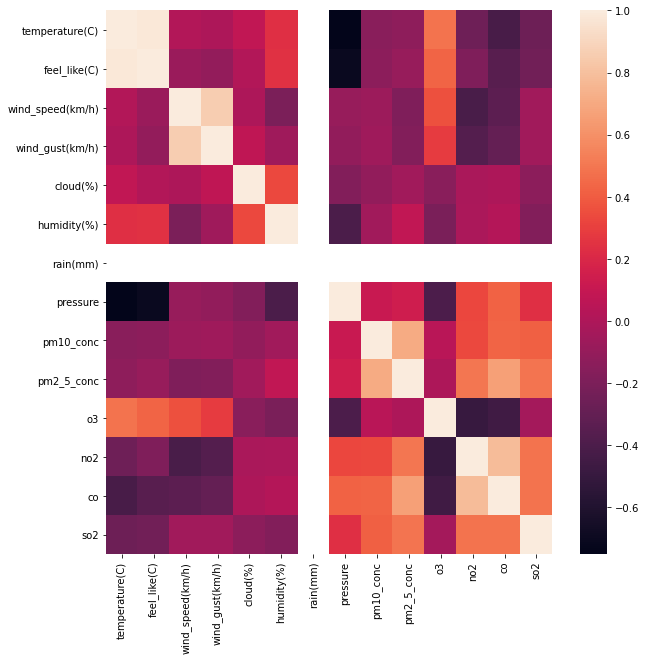 temperature(C)
feel_like(C)
wind_speed(km/h)
wind_gust(km/h)
cloud(%)
humidity(%)
rain(mm)
pressure
pm10_conc
pm2_5_conc
o3
no2
co
so2
temperature(C)
feel_like(C)
wind_speed(km/h)
wind_gust(km/h)
cloud(%)
humidity(%)
rain(mm)
pressure
pm10_conc
pm2_5_conc
o3
no2
co
so2
1.0
0.8
0.6
0.4
0.2
0.0
−0.2
−0.4
−0.6